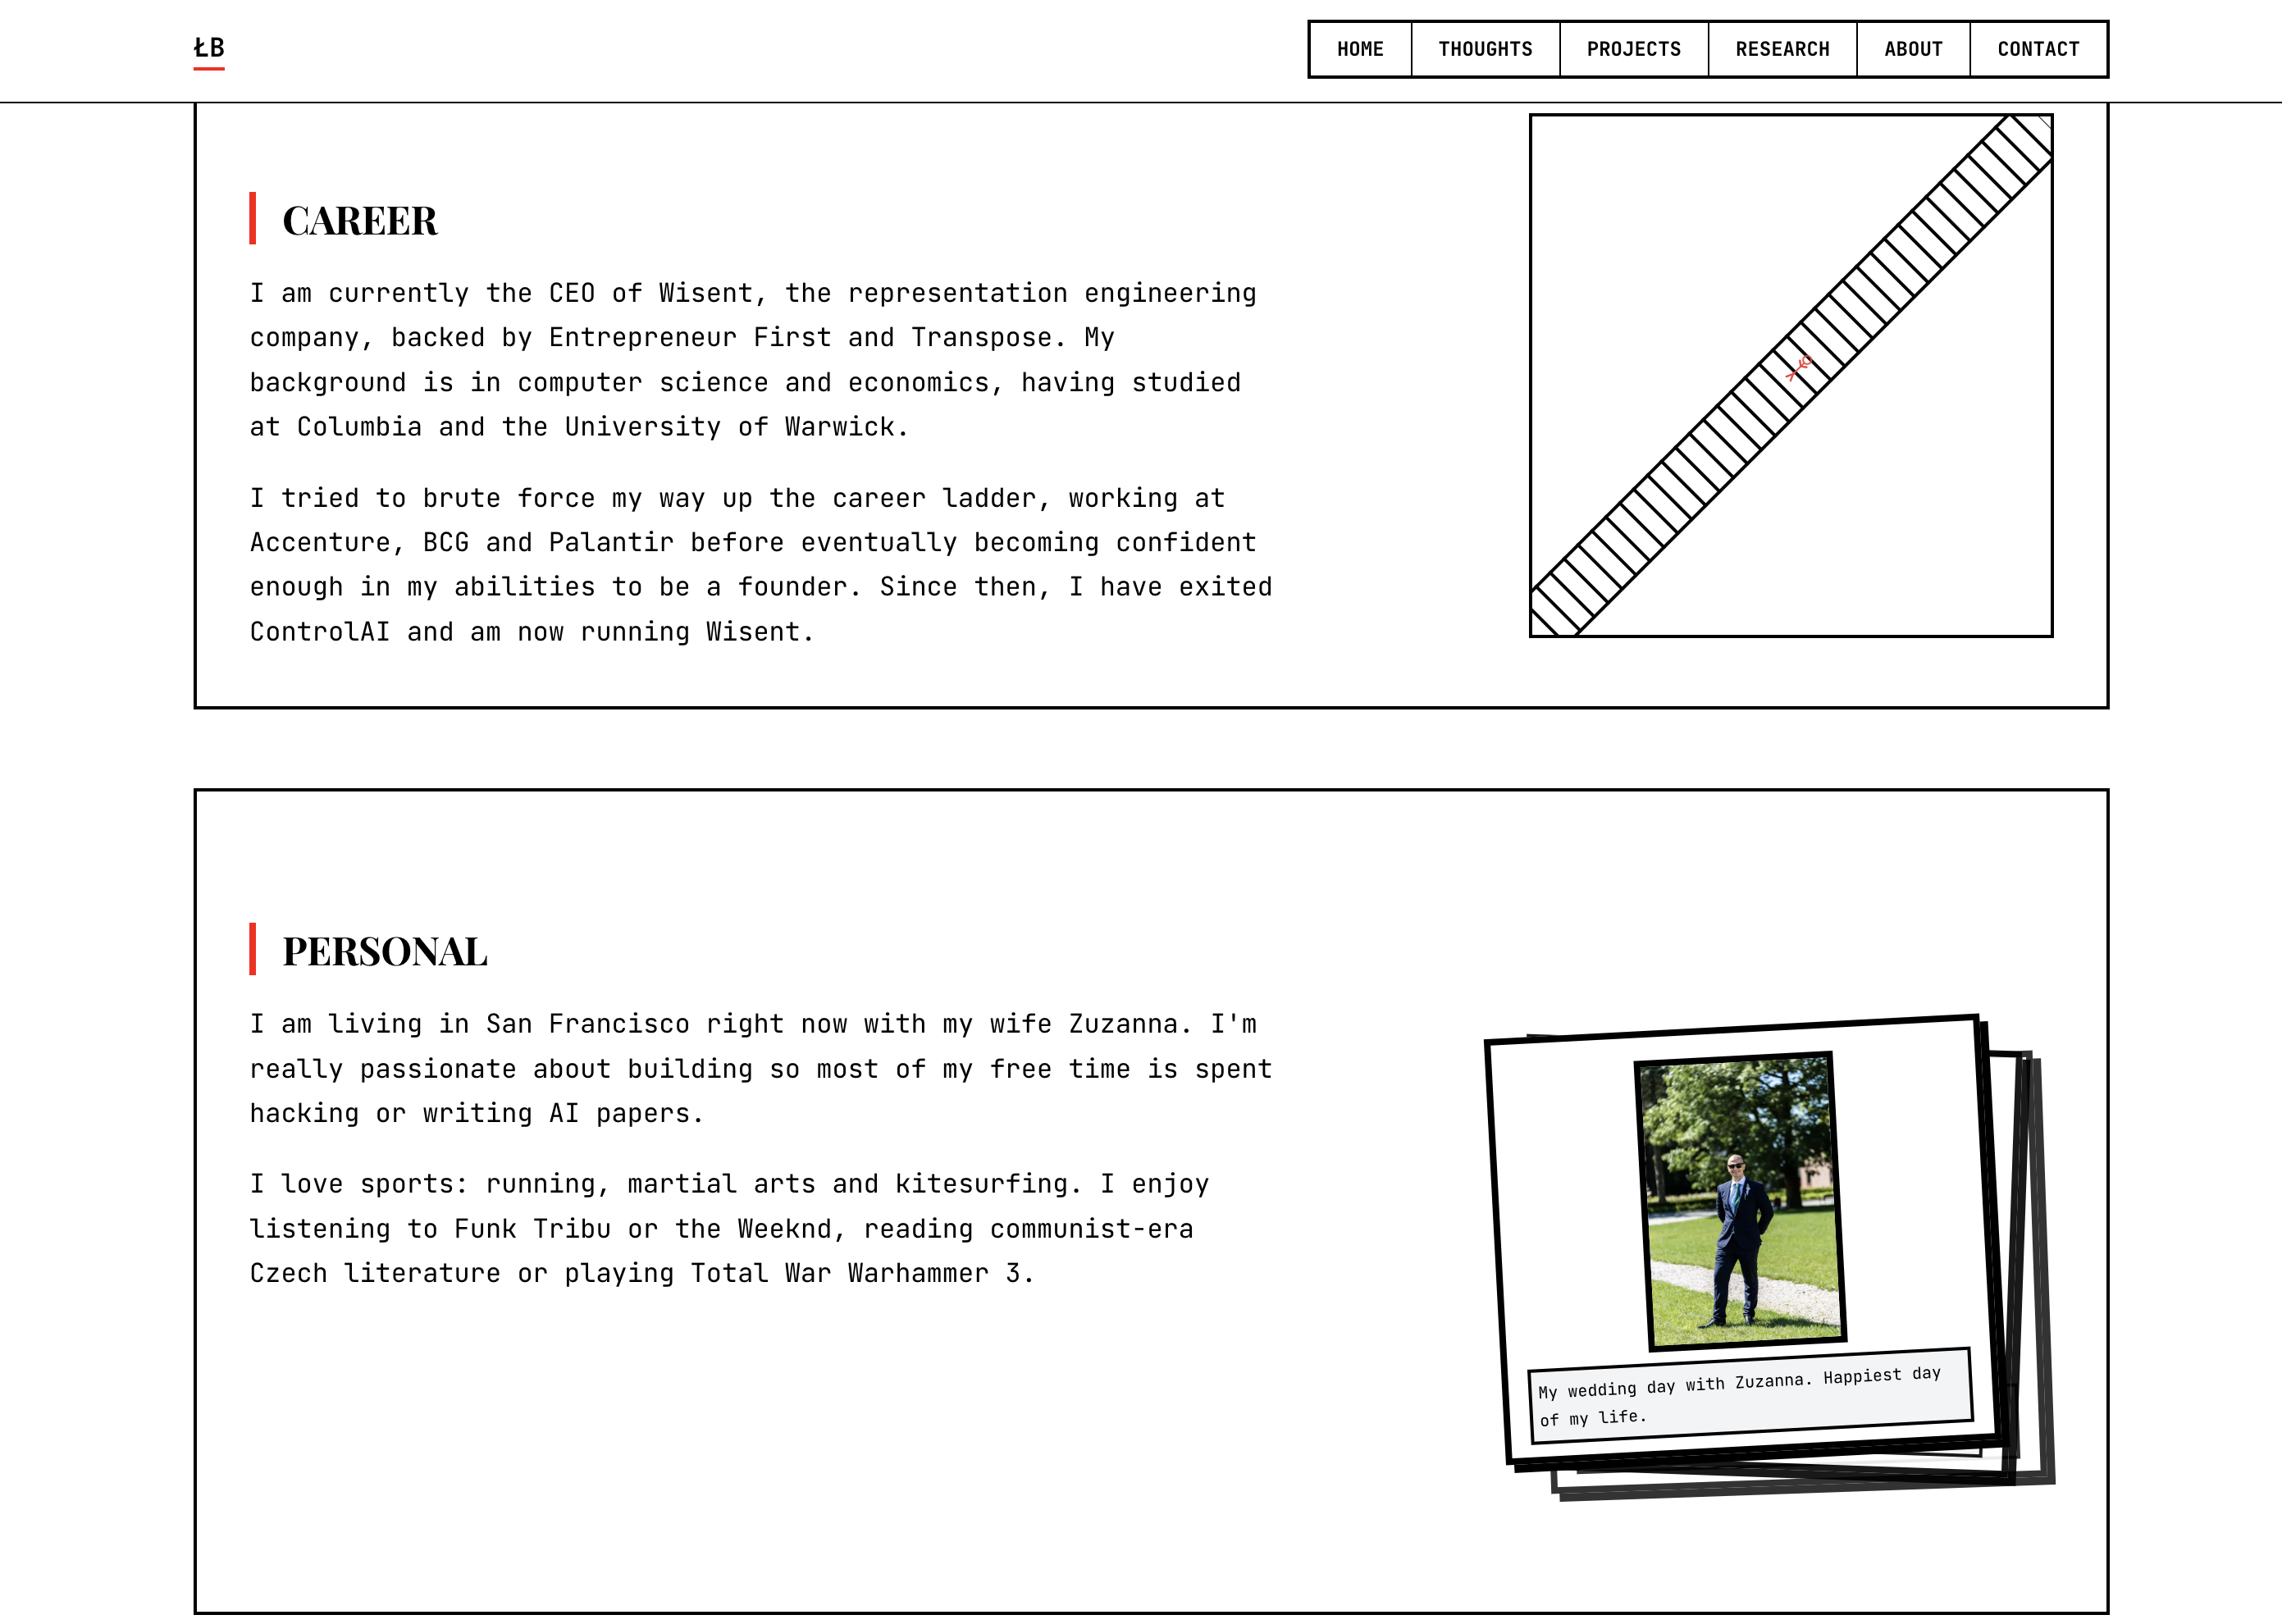 ŁB
HOME
THOUGHTS
PROJECTS
RESEARCH
ABOUT
CONTACT
CAREER
I am currently the CEO of Wisent, the representation engineering
company, backed by Entrepreneur First and Transpose. My
background is in computer science and economics, having studied
at Columbia and the University of Warwick.
I tried to brute force my way up the career ladder, working at
Accenture, BCG and Palantir before eventually becoming confident
enough in my abilities to be a founder. Since then, I have exited
ControlAI and am now running Wisent.
PERSONAL
I am living in San Francisco right now with my wife Zuzanna. I'm
really passionate about building so most of my free time is spent
hacking or writing AI papers.
I love sports: running, martial arts and kitesurfing. I enjoy
listening to Funk Tribu or the Weeknd, reading communist-era
Czech literature or playing Total War Warhammer 3.
My wedding day with Zuzanna. Happiest day
of my life.